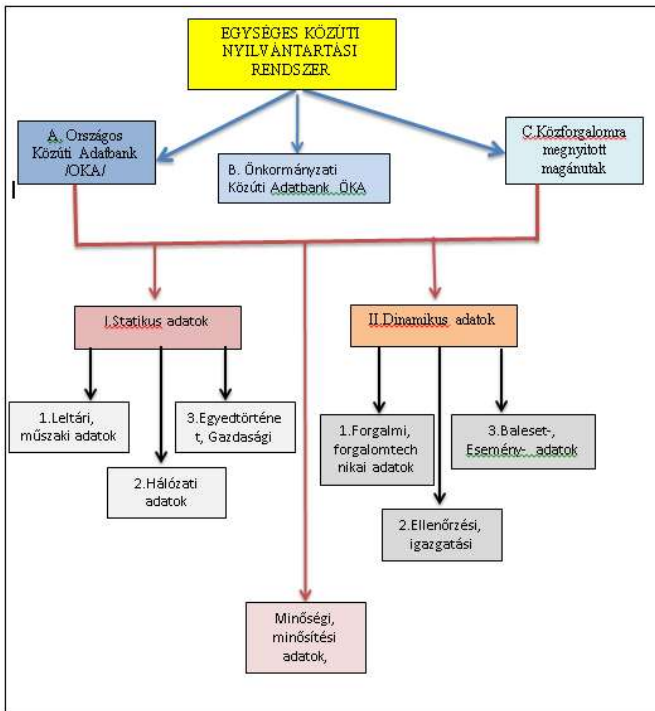 EGYSÉGES KÖZÚTI
NYILVÁNTARTÁSI
RENDSZER
A. Országos
Közúti Adatbank
/OKA/
B. Önkormányzati
Közúti Adatbank ÖKA
C.Közforgalomra
megnyitott
magánutak
I.Statikus adatok
II.Dinamikus adatok
1.Leltári,
műszaki adatok
3.Egyedtörténe
t, Gazdasági
2.Hálózati
adatok
1.Forgalmi,
forgalomtech
nikai adatok
3.Baleset-,
Esemény- adatok
2.Ellenőrzési,
igazgatási
Minőségi,
minősítési
adatok,